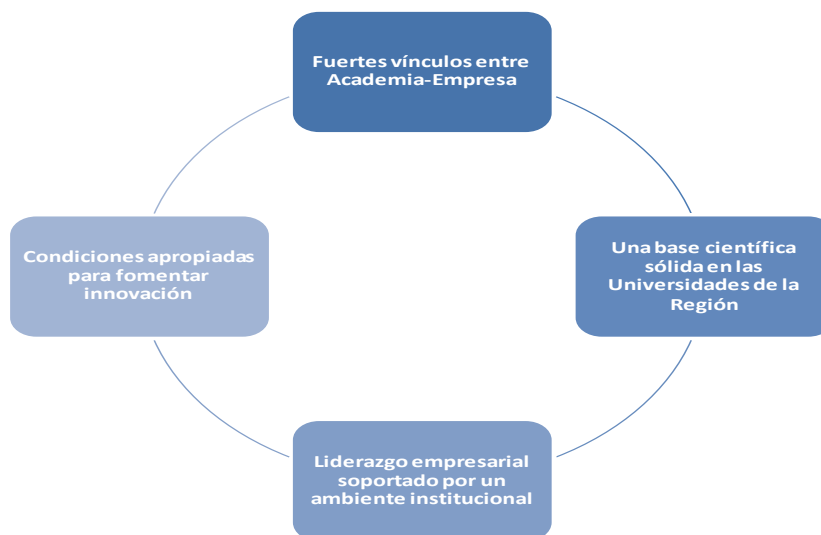 Fuertes vínculos entre
Academia-Empresa
Una base científica
sólida en las
Universidades de la
Región
Liderazgo empresarial
soportado por un
ambiente institucional
Condiciones apropiadas
para fomentar
innovación